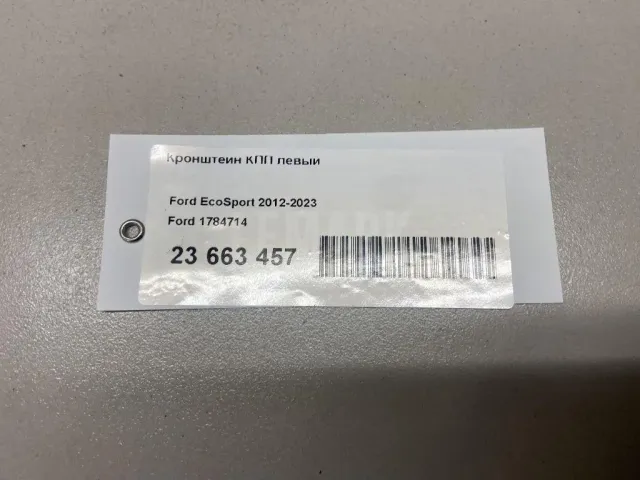 Кронштейн КПП левый
Ford EcoSport 2012-2023
Ford 1784714
23 663 457